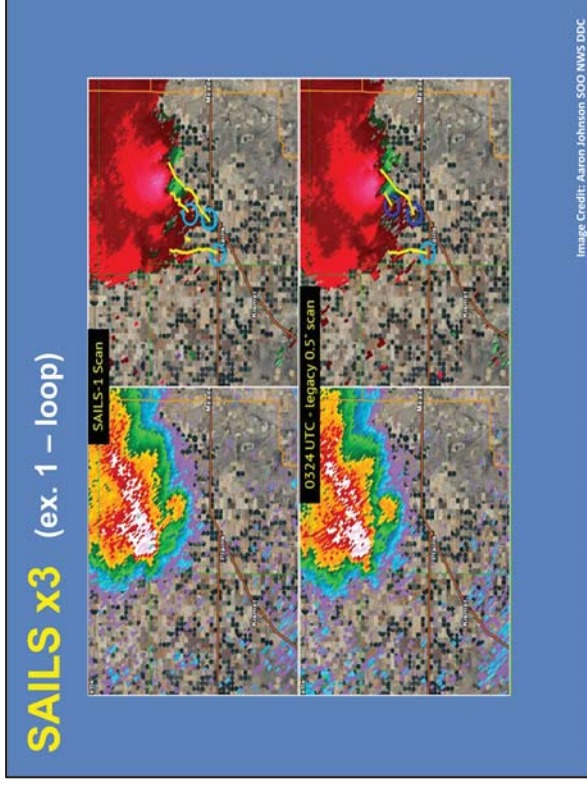 SAILS x3 (ex. 1 – loop)
SAILS-1 Scan
0324 UTC - legacy 0.5° scan
Image Credit: Aaron Johnson SOO NWS DDC